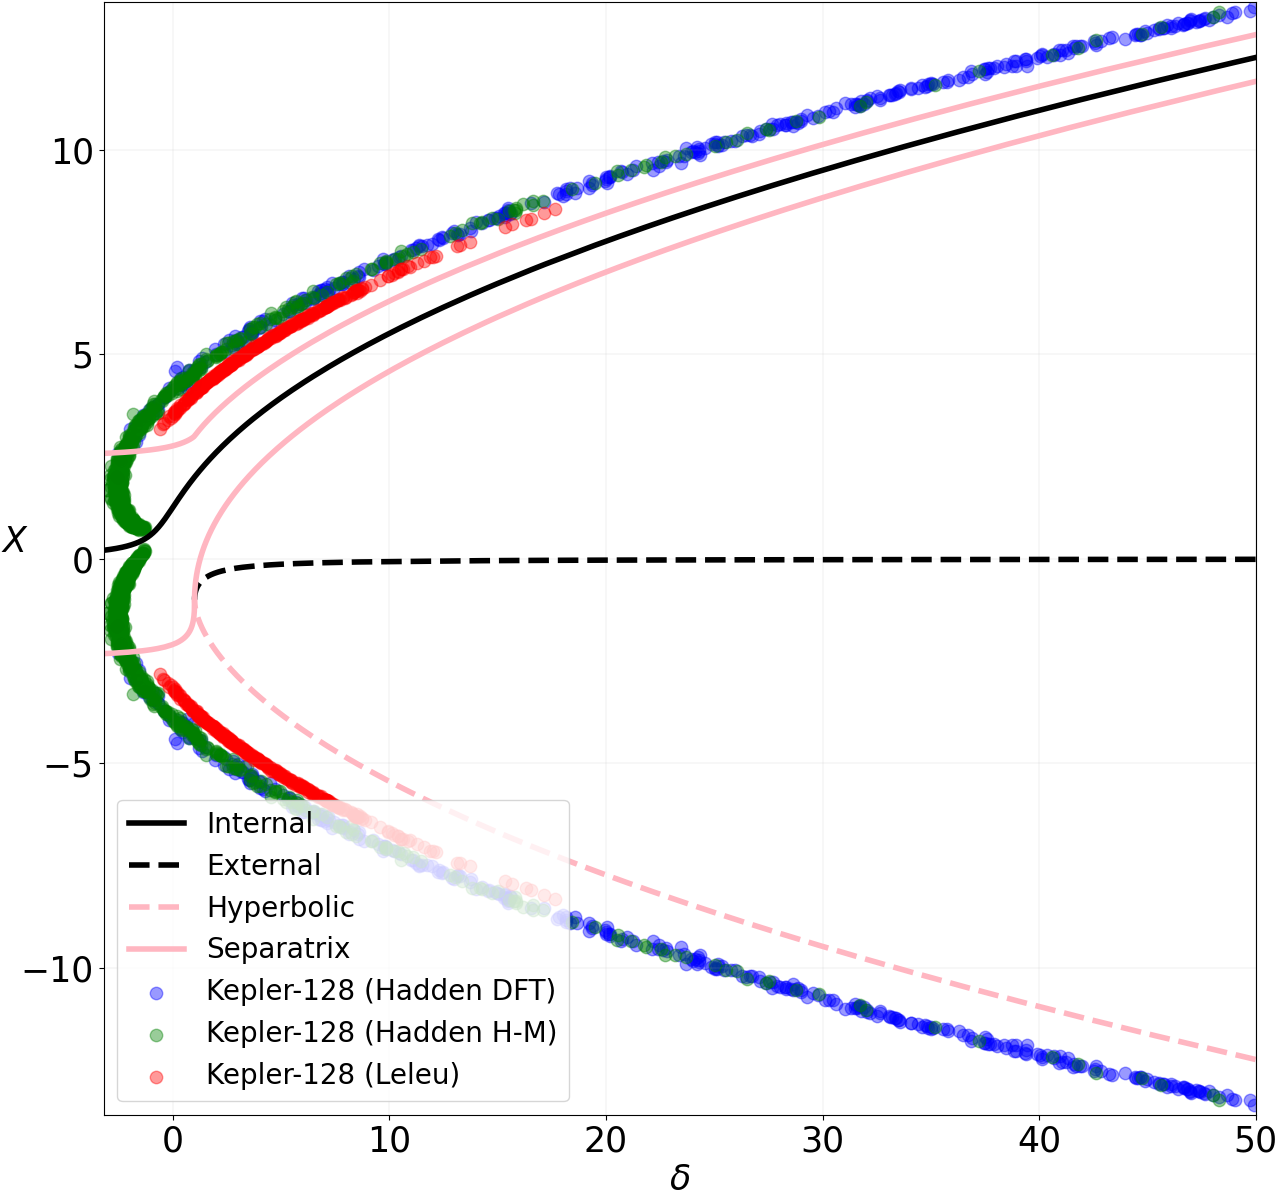 10
5
X
0
−5
−10
Internal
External
Hyperbolic
Separatrix
Kepler-128 (Hadden DFT)
Kepler-128 (Hadden H-M)
Kepler-128 (Leleu)
0 10 20 30 40 50
δ